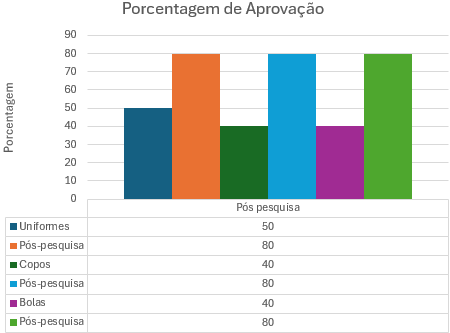 Porcentagem de Aprovação
Porcentagem
90
80
70
60
50
40
30
20
10
0
Pós pesquisa
Uniformes 50
Pós-pesquisa 80
Copos 40
Pós-pesquisa 80
Bolas 40
Pós-pesquisa 80